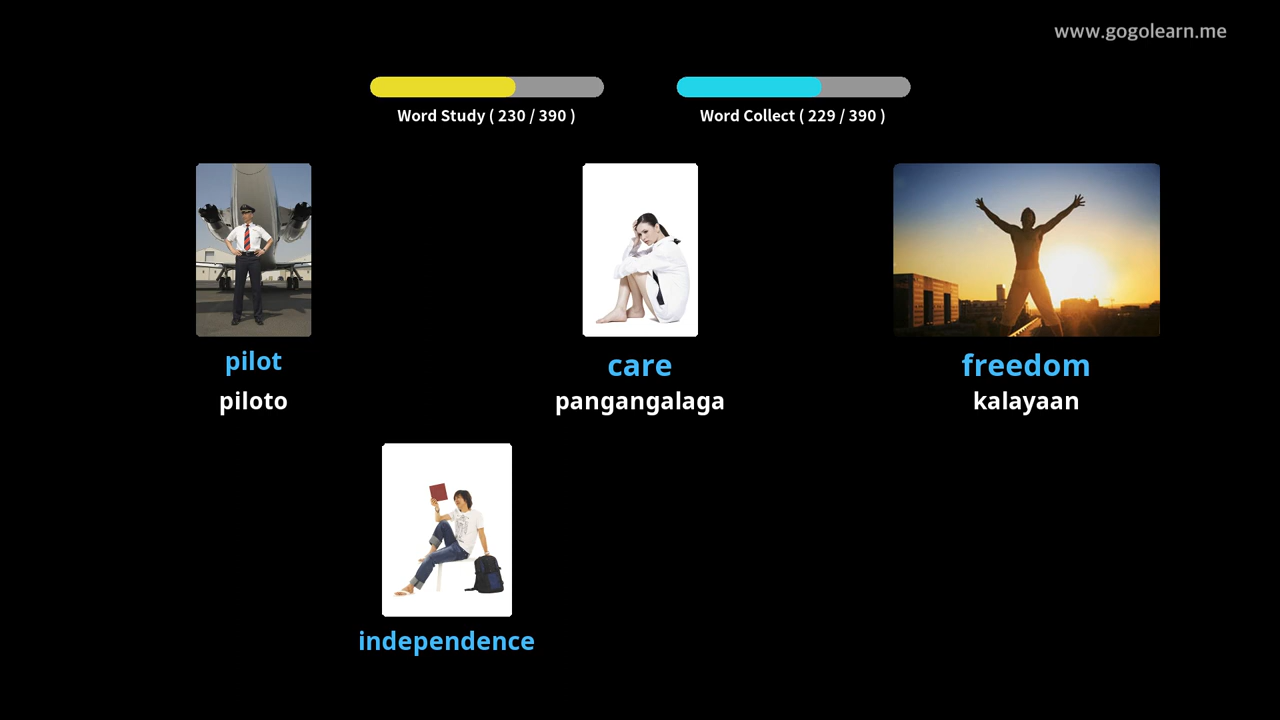 www.gogolearn.me
Word Study ( 230 / 390 )
Word Collect ( 229 / 390 )
pilot
piloto
care
pangangalaga
freedom
kalayaan
independence